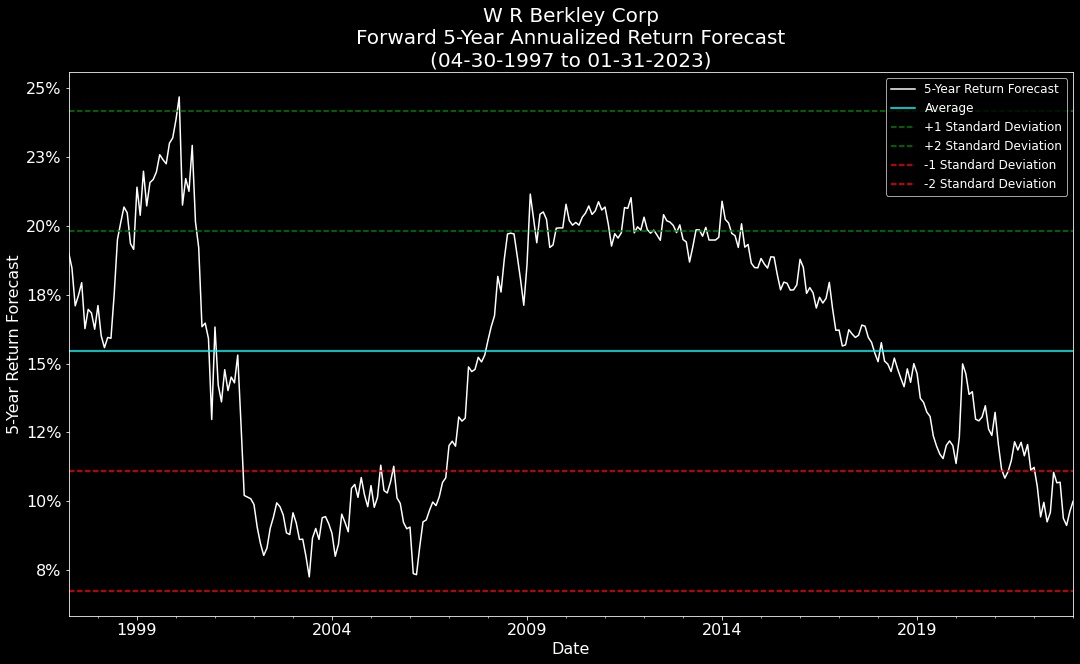 W R Berkley Corp
Forward 5-Year Annualized Return Forecast
(04-30-1997 to 01-31-2023)
5-Year Return Forecast
Average
+1 Standard Deviation
+2 Standard Deviation
-1 Standard Deviation
-2 Standard Deviation
25%
23%
20%
18%
15%
12%
10%
8%
5-Year Return Forecast
1999
2004
2009
2014
2019
Date